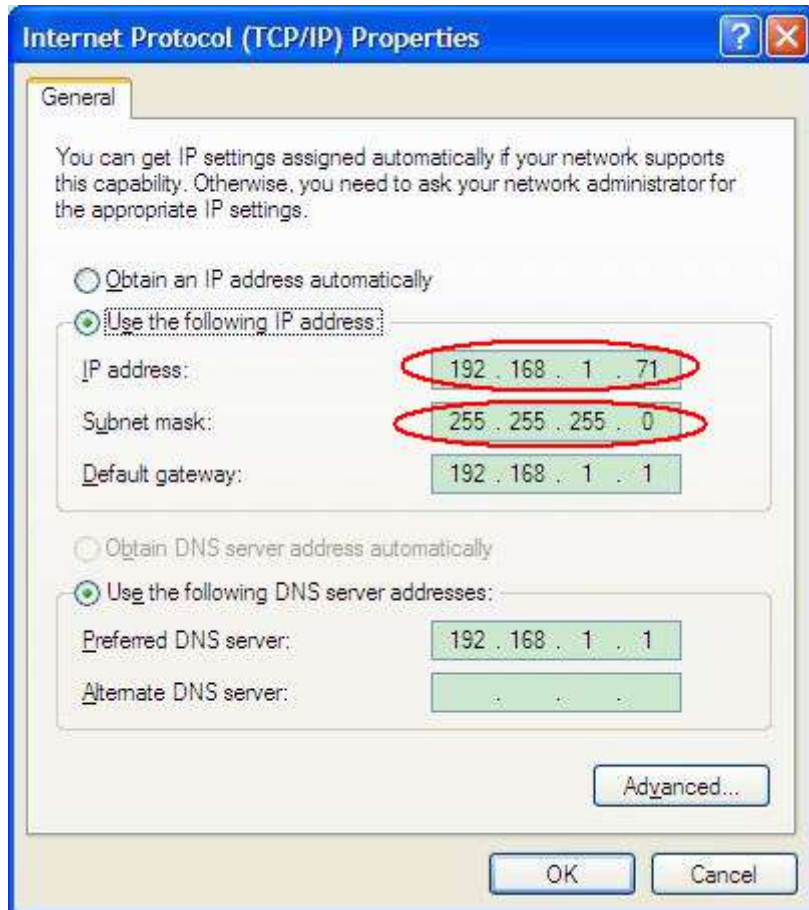 Internet Protocol (TCP/IP) Properties
General
You can get IP settings assigned automatically if your network supports
this capability. Otherwise, you need to ask your network administrator for
the appropriate IP settings.
Obtain an IP address automatically
Use the following IP address:
IP address: 192 . 168 . 1 . 71
Subnet mask: 255 . 255 . 255 . 0
Default gateway: 192 . 168 . 1 . 1
Obtain DNS server address automatically
Use the following DNS server addresses:
Preferred DNS server: 192 . 168 . 1 . 1
Alternate DNS server: . . .
Advanced...
OK Cancel